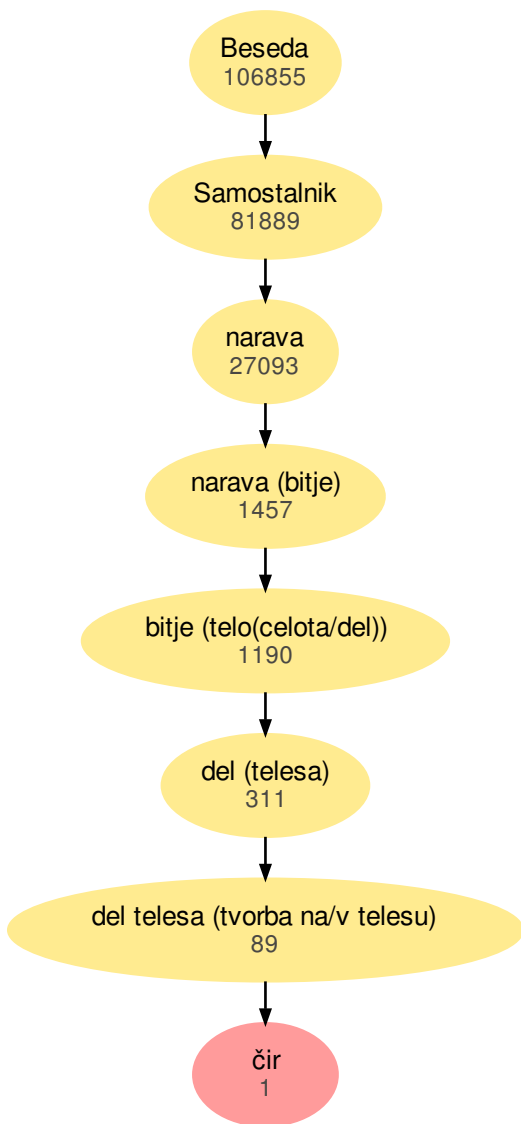 Beseda
106855
Samostalnik
81889
narava
27093
narava (bitje)
1457
bitje (telo(celota/del))
1190
del (telesa)
311
del telesa (tvorba na/v telesu)
89
čir
1